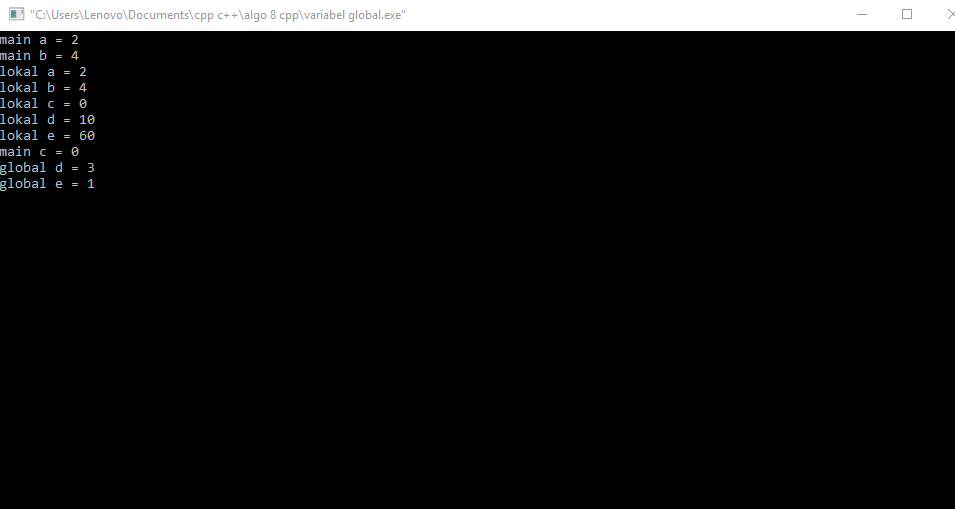 "C:\Users\Lenovo\Documents\cpp c++\algo 8 cpp\variabel global.exe"
main a = 2
main b = 4
lokal a = 2
lokal b = 4
lokal c = 0
lokal d = 10
lokal e = 60
main c = 0
global d = 3
global e = 1